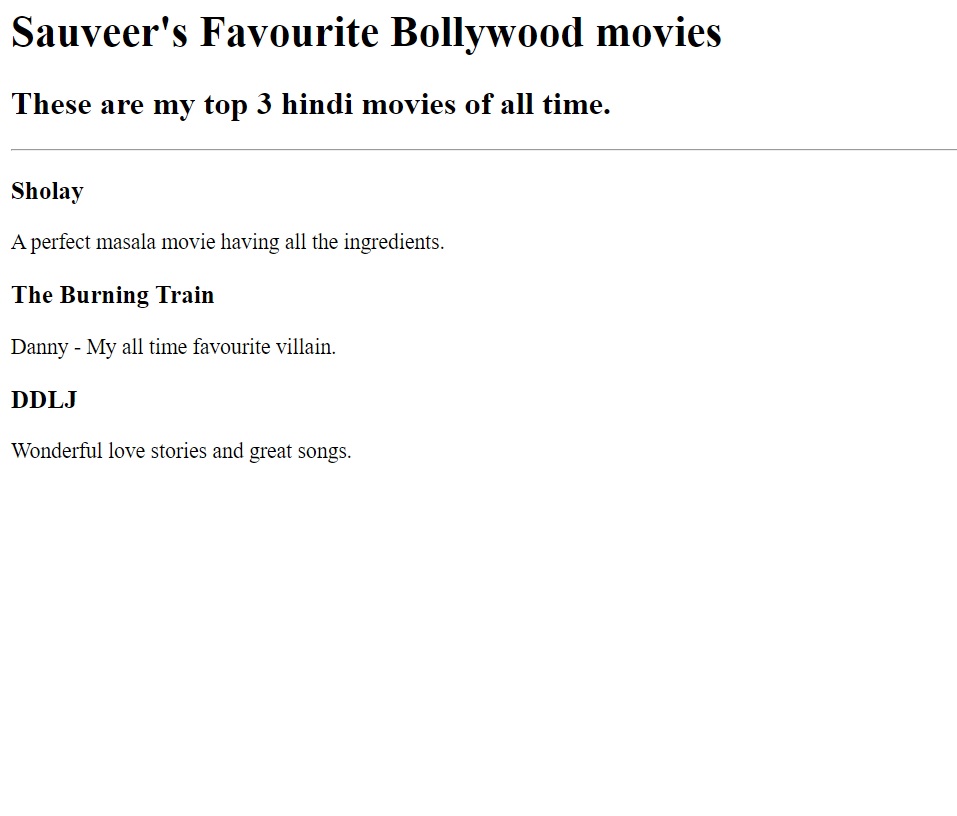 Sauveer's Favourite Bollywood movies
These are my top 3 hindi movies of all time.
Sholay
A perfect masala movie having all the ingredients.
The Burning Train
Danny - My all time favourite villain.
DDLJ
Wonderful love stories and great songs.